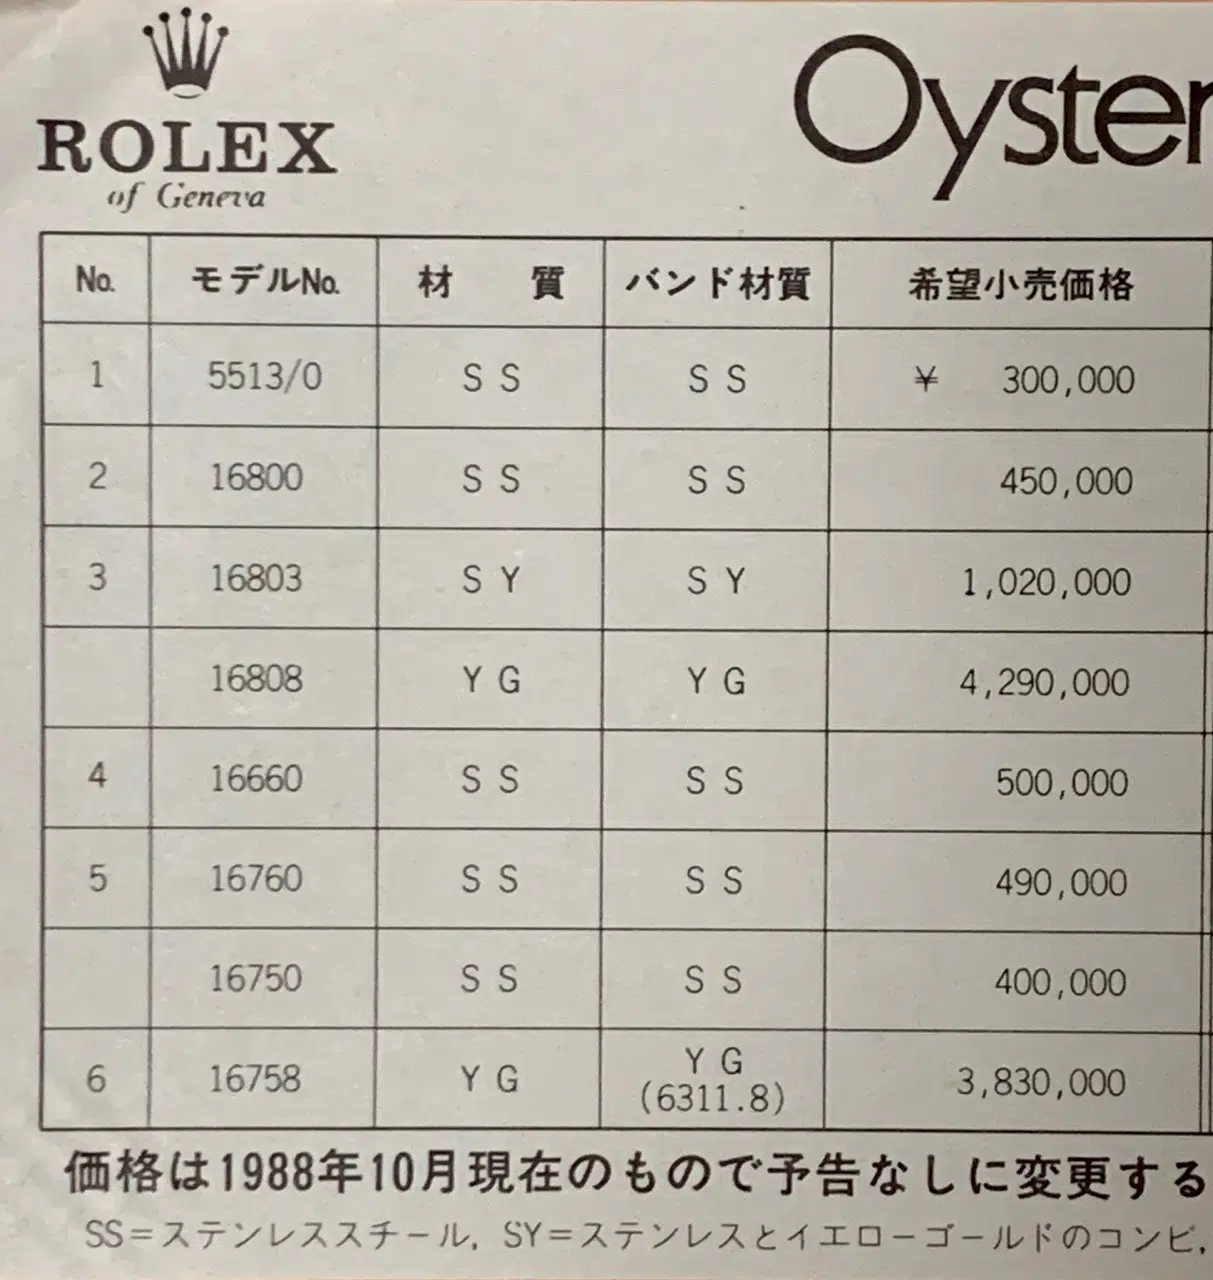 ROLEX
of Geneva
Oyster
No. モデルNo. 材 質 バンド材質 希望小売価格
1 5513/0 SS SS ¥ 300,000
2 16800 SS SS 450,000
3 16803 SY SY 1,020,000
16808 YG YG 4,290,000
4 16660 SS SS 500,000
5 16760 SS SS 490,000
16750 SS SS 400,000
6 16758 YG YG (6311.8) 3,830,000
価格は1988年10月現在のもので予告なしに変更する
SS=ステンレススチール, SY=ステンレスとイエローゴールドのコンビ,